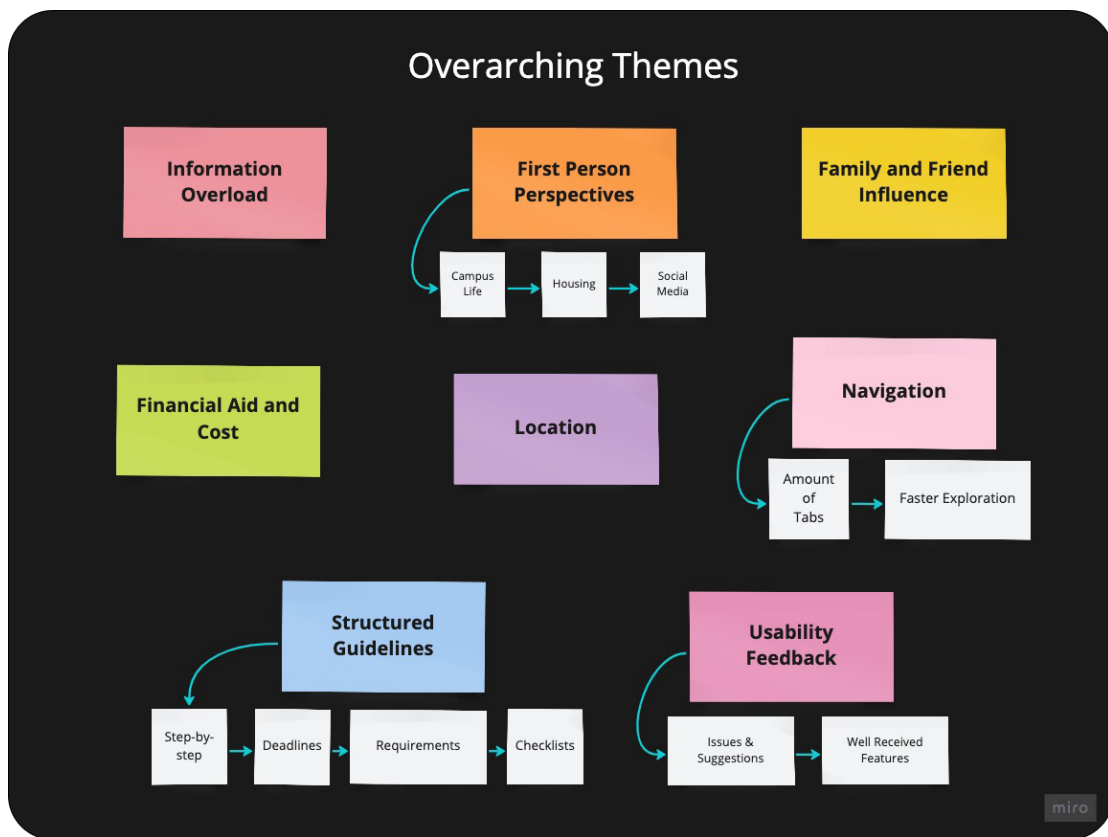 Overarching Themes
Information
Overload
First Person
Perspectives
Family and Friend
Influence
Campus
Life
Housing
Social
Media
Financial Aid and
Cost
Location
Navigation
Amount
of
Tabs
Faster Exploration
Structured
Guidelines
Usability
Feedback
Step-by-
step
Deadlines
Requirements
Checklists
Issues &
Suggestions
Well Received
Features
miro